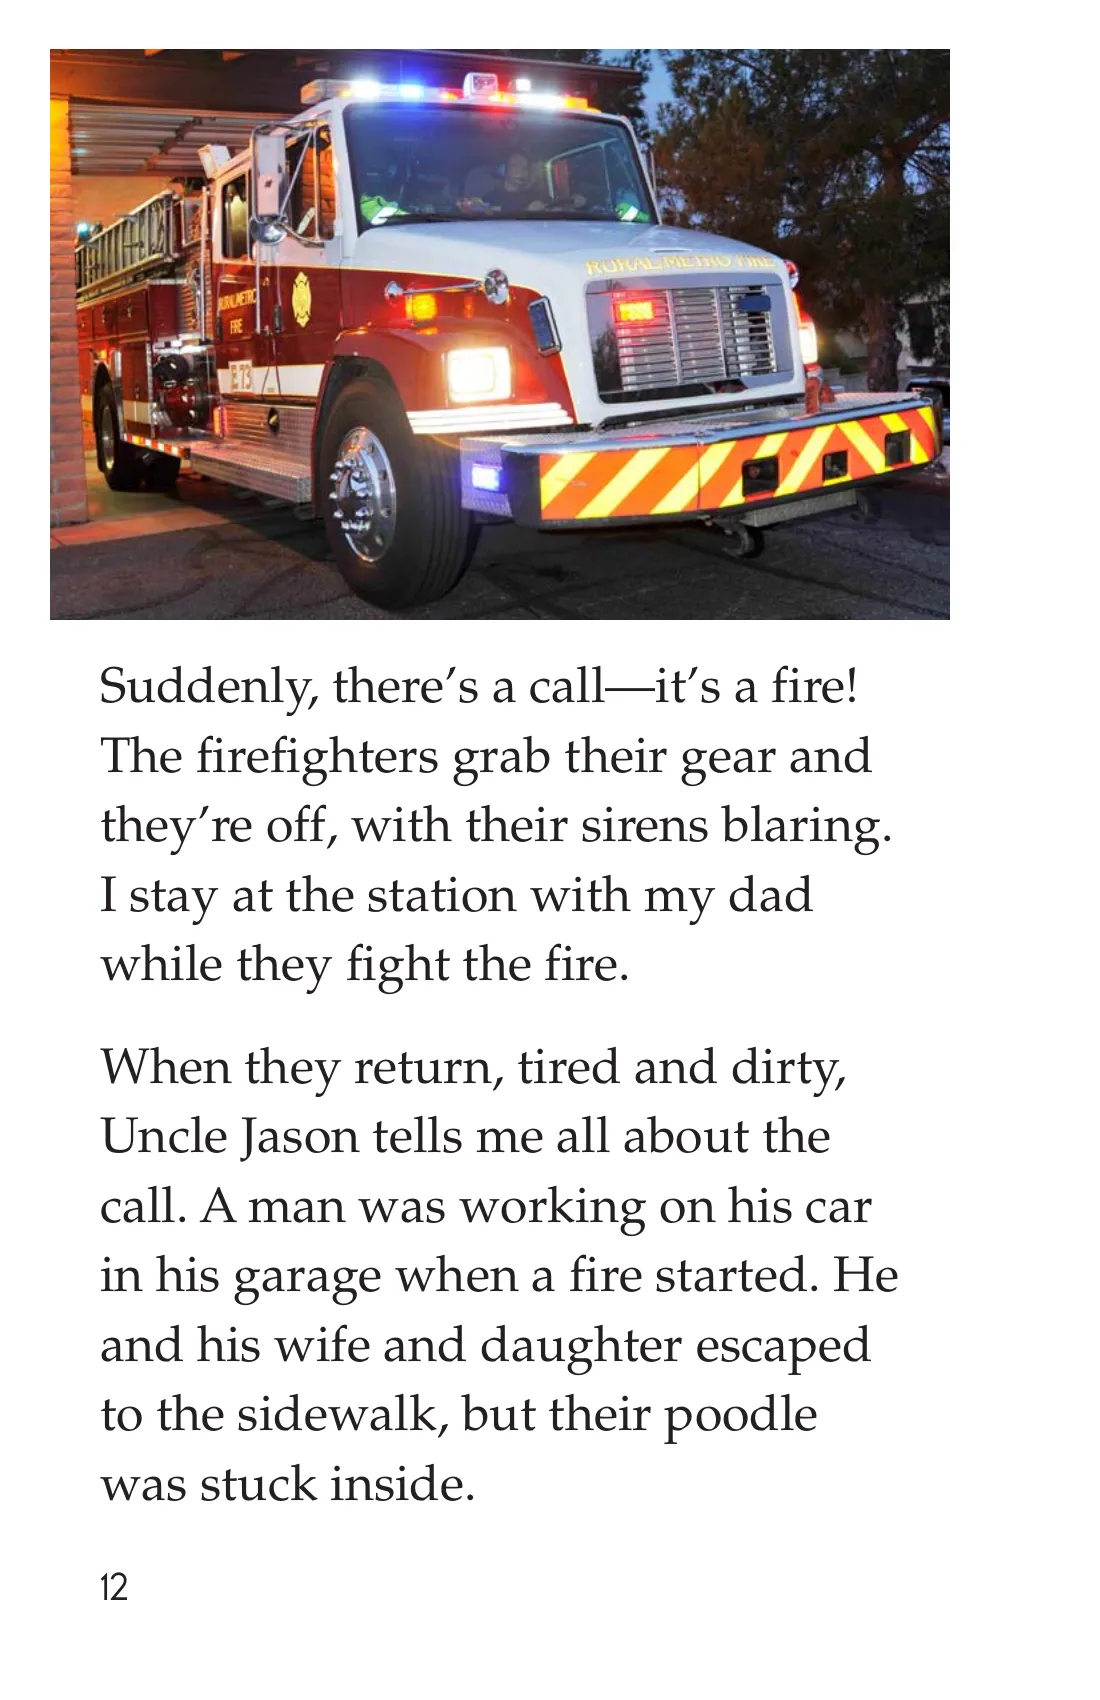 RURAL/METRO FIRE
RURAL/METRO
FIRE
E 73
Suddenly, there’s a call—it’s a fire!
The firefighters grab their gear and
they’re off, with their sirens blaring.
I stay at the station with my dad
while they fight the fire.
When they return, tired and dirty,
Uncle Jason tells me all about the
call. A man was working on his car
in his garage when a fire started. He
and his wife and daughter escaped
to the sidewalk, but their poodle
was stuck inside.
12